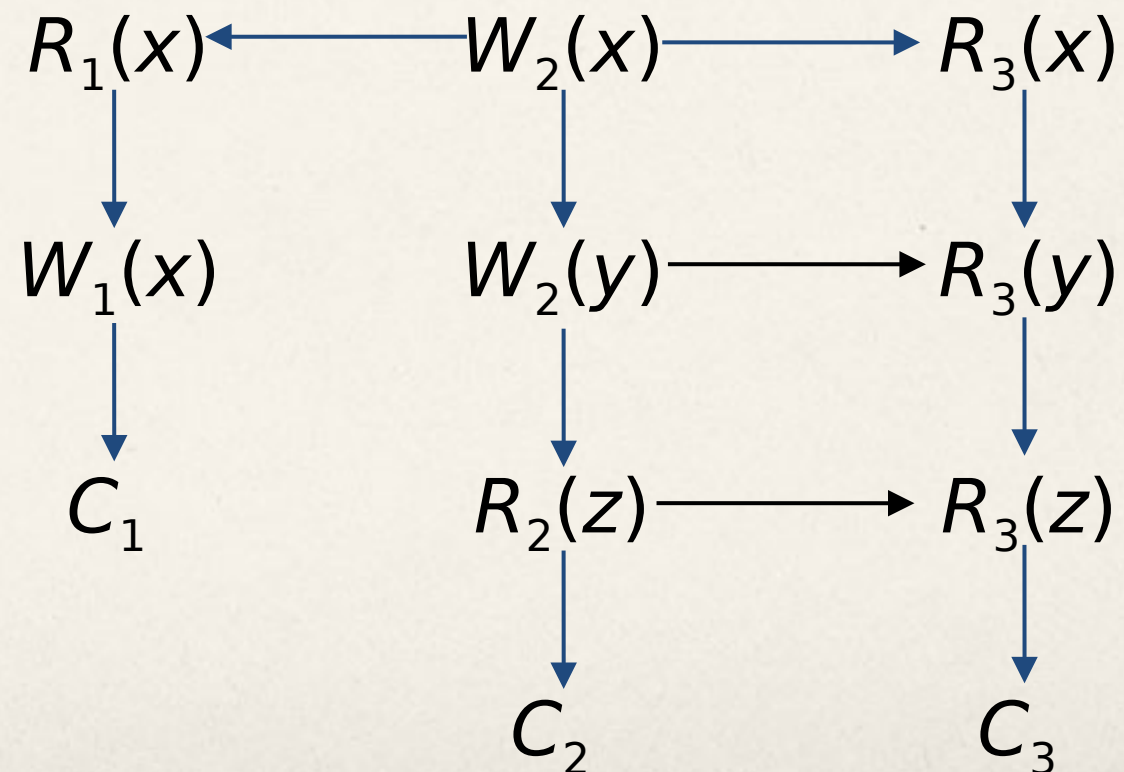 R₁(x) W₂(x) R₃(x)
W₁(x) W₂(y) R₃(y)
C₁ R₂(z) R₃(z)
C₂ C₃